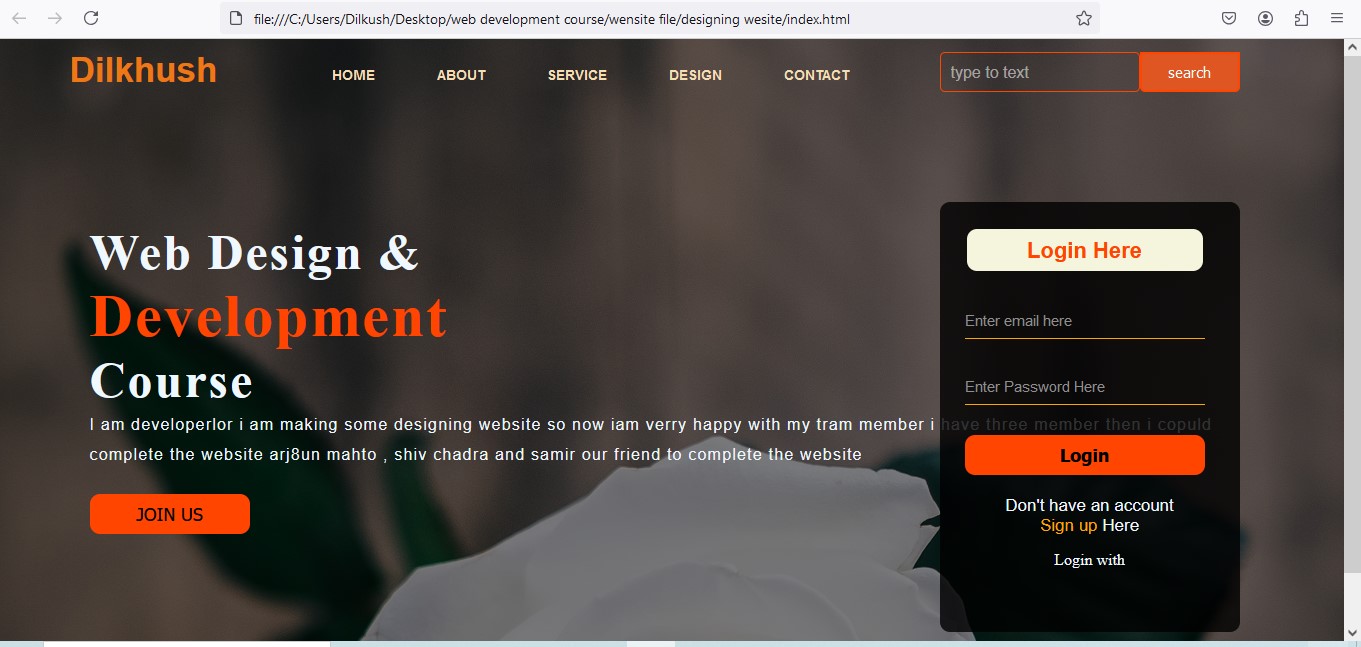 file:///C:/Users/Dilkush/Desktop/web development course/wensite file/designing wesite/index.html
Dilkhush
HOME
ABOUT
SERVICE
DESIGN
CONTACT
type to text
search
Web Design &
Development
Course
I am developerlor i am making some designing website so now iam verry happy with my tram member i have three member then i copuld
complete the website arj8un mahto , shiv chadra and samir our friend to complete the website
JOIN US
Login Here
Enter email here
Enter Password Here
Login
Don't have an account
Sign up Here
Login with